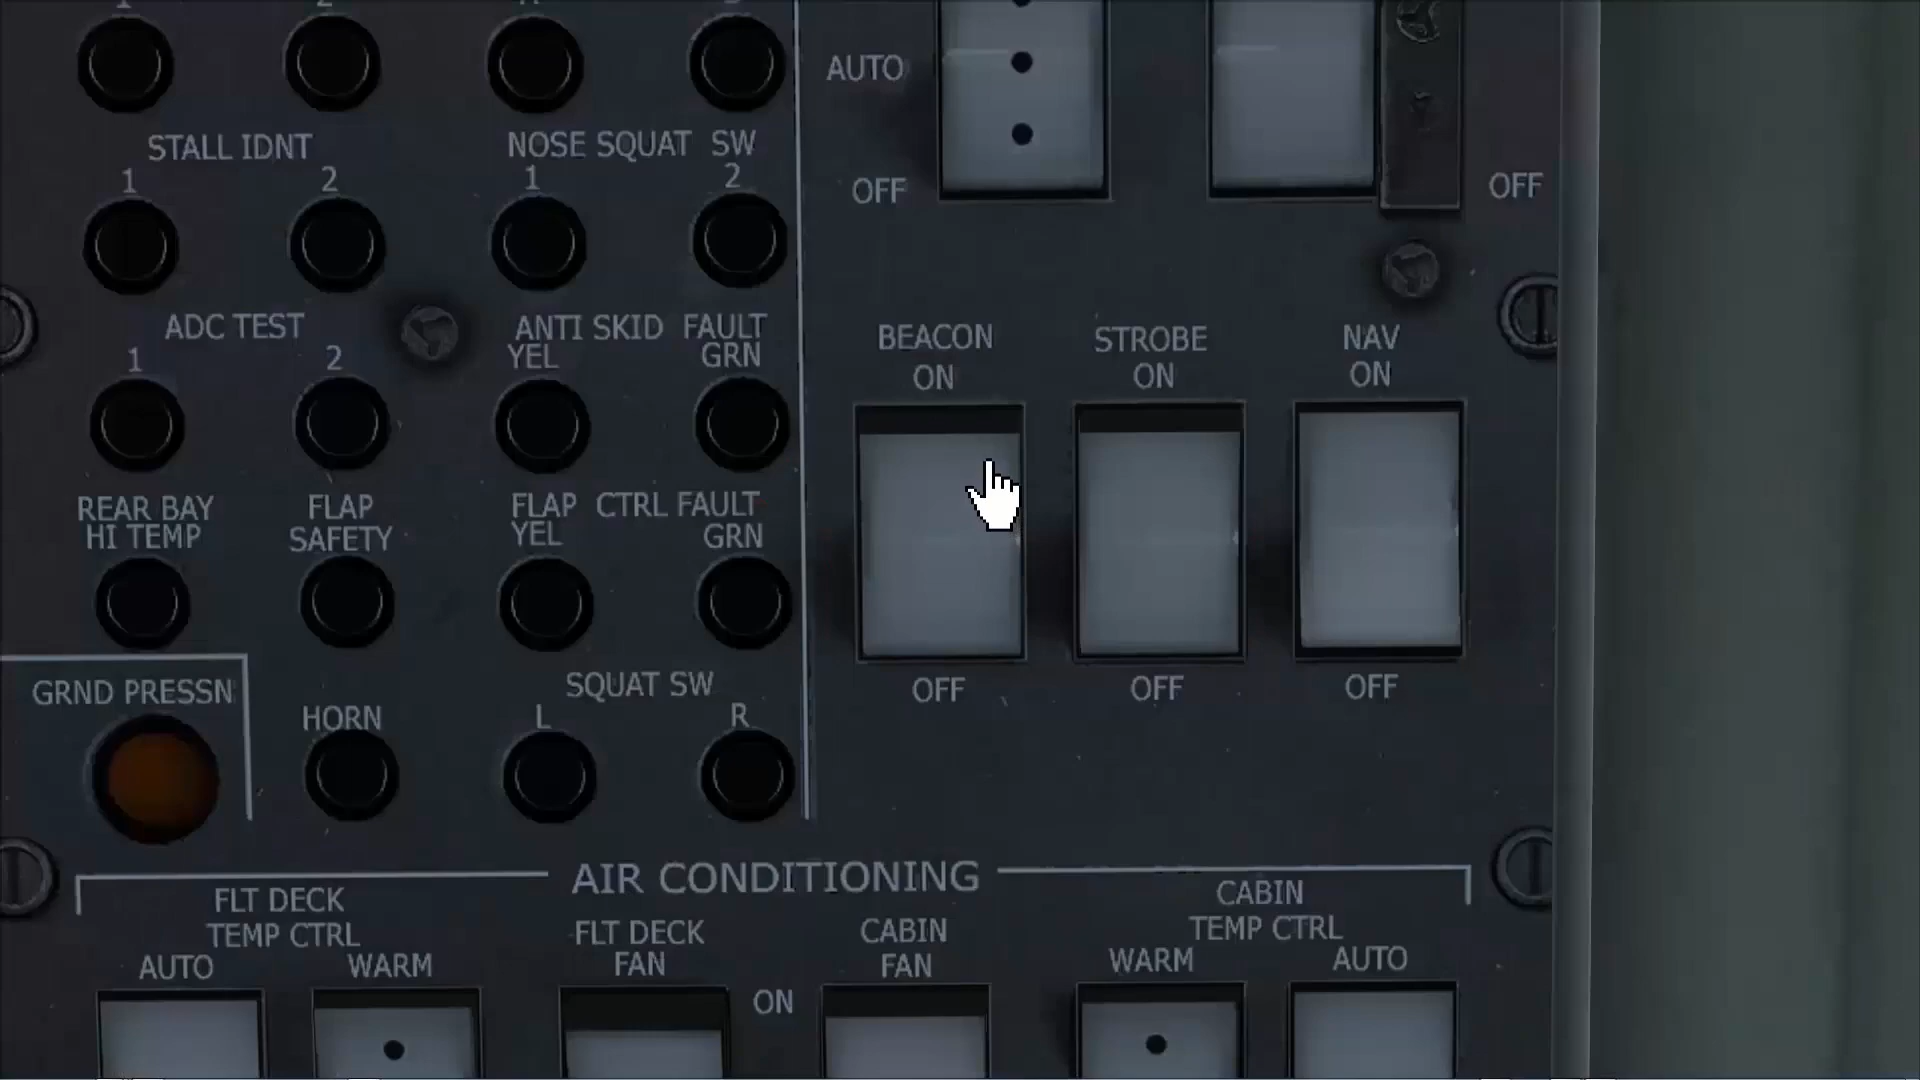 STALL IDNT
1 2
NOSE SQUAT SW
1 2
ADC TEST
1 2
ANTI SKID FAULT
YEL GRN
REAR BAY
HI TEMP
FLAP
SAFETY
FLAP CTRL FAULT
YEL GRN
GRND PRESSN
HORN
SQUAT SW
L R
AUTO
OFF
OFF
BEACON
ON
OFF
STROBE
ON
OFF
NAV
ON
OFF
AIR CONDITIONING
FLT DECK
TEMP CTRL
AUTO WARM
FLT DECK
FAN
ON
CABIN
FAN
CABIN
TEMP CTRL
WARM AUTO